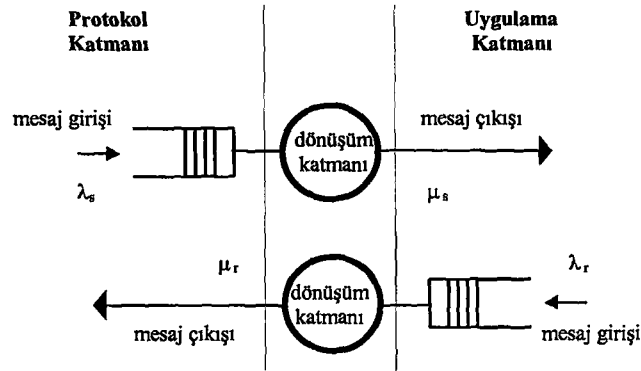 Protokol
Katmanı
Uygulama
Katmanı
mesaj girişi
dönüşüm
katmanı
mesaj çıkışı
λs
μs
μr
λr
dönüşüm
katmanı
mesaj çıkışı
mesaj girişi